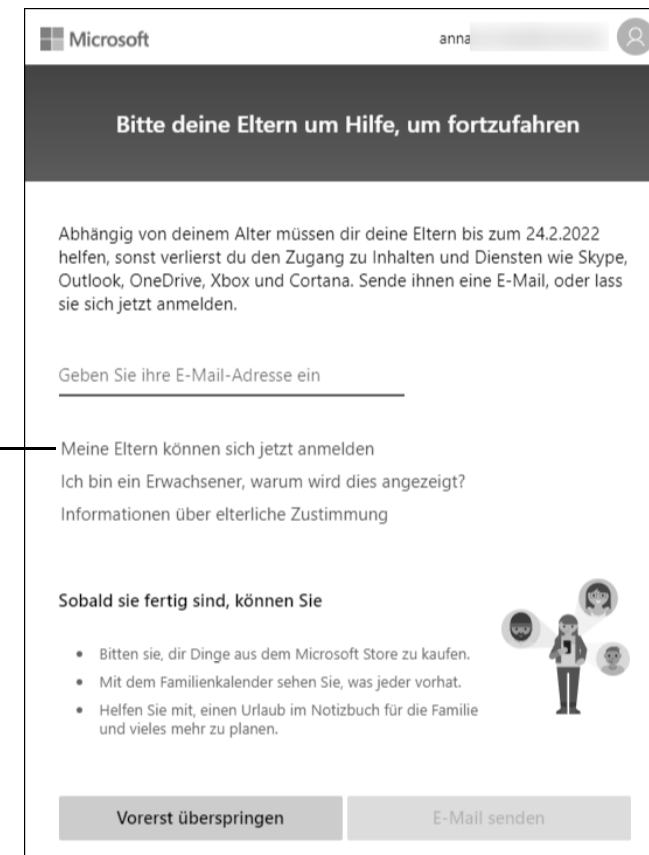 Microsoft
anna
Bitte deine Eltern um Hilfe, um fortzufahren
Abhängig von deinem Alter müssen dir deine Eltern bis zum 24.2.2022
helfen, sonst verlierst du den Zugang zu Inhalten und Diensten wie Skype,
Outlook, OneDrive, Xbox und Cortana. Sende ihnen eine E-Mail, oder lass
sie sich jetzt anmelden.
Geben Sie ihre E-Mail-Adresse ein
Meine Eltern können sich jetzt anmelden
Ich bin ein Erwachsener, warum wird dies angezeigt?
Informationen über elterliche Zustimmung
Sobald sie fertig sind, können Sie
• Bitten sie, dir Dinge aus dem Microsoft Store zu kaufen.
• Mit dem Familienkalender sehen Sie, was jeder vorhat.
• Helfen Sie mit, einen Urlaub im Notizbuch für die Familie
und vieles mehr zu planen.
Vorerst überspringen
E-Mail senden